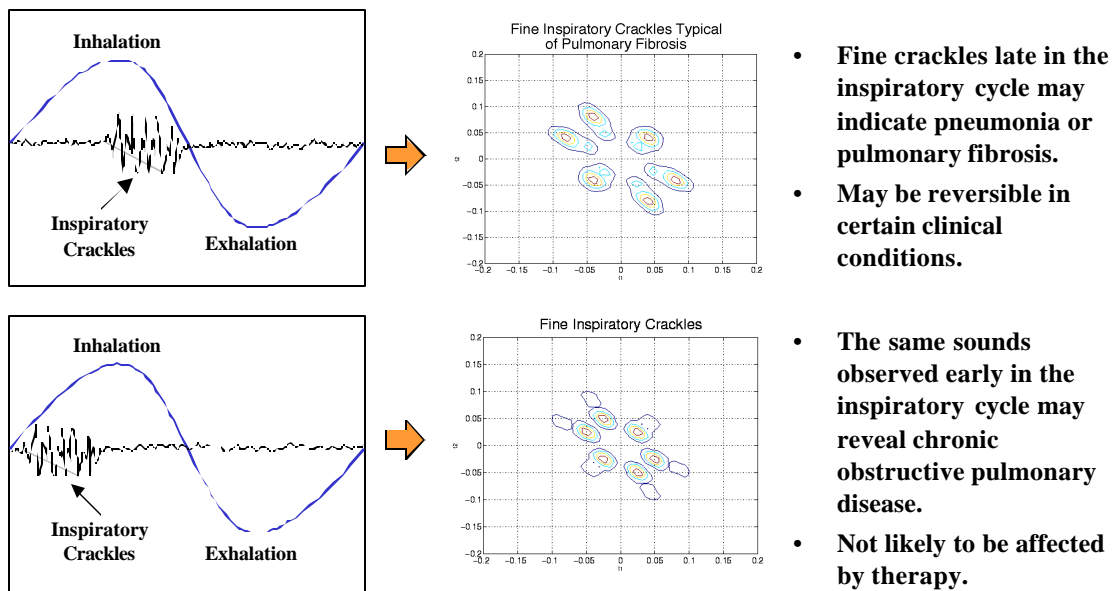 Inhalation
Inspiratory
Crackles
Exhalation
Fine Inspiratory Crackles Typical
of Pulmonary Fibrosis
0.2
0.15
0.1
0.05
0
−0.05
−0.1
−0.15
−0.2
−0.2 −0.15 −0.1 −0.05 0 0.05 0.1 0.15 0.2
f2
f1
• Fine crackles late in the
inspiratory cycle may
indicate pneumonia or
pulmonary fibrosis.
• May be reversible in
certain clinical
conditions.
Inhalation
Inspiratory
Crackles
Exhalation
Fine Inspiratory Crackles
0.2
0.15
0.1
0.05
0
−0.05
−0.1
−0.15
−0.2
−0.2 −0.15 −0.1 −0.05 0 0.05 0.1 0.15 0.2
f2
f1
• The same sounds
observed early in the
inspiratory cycle may
reveal chronic
obstructive pulmonary
disease.
• Not likely to be affected
by therapy.